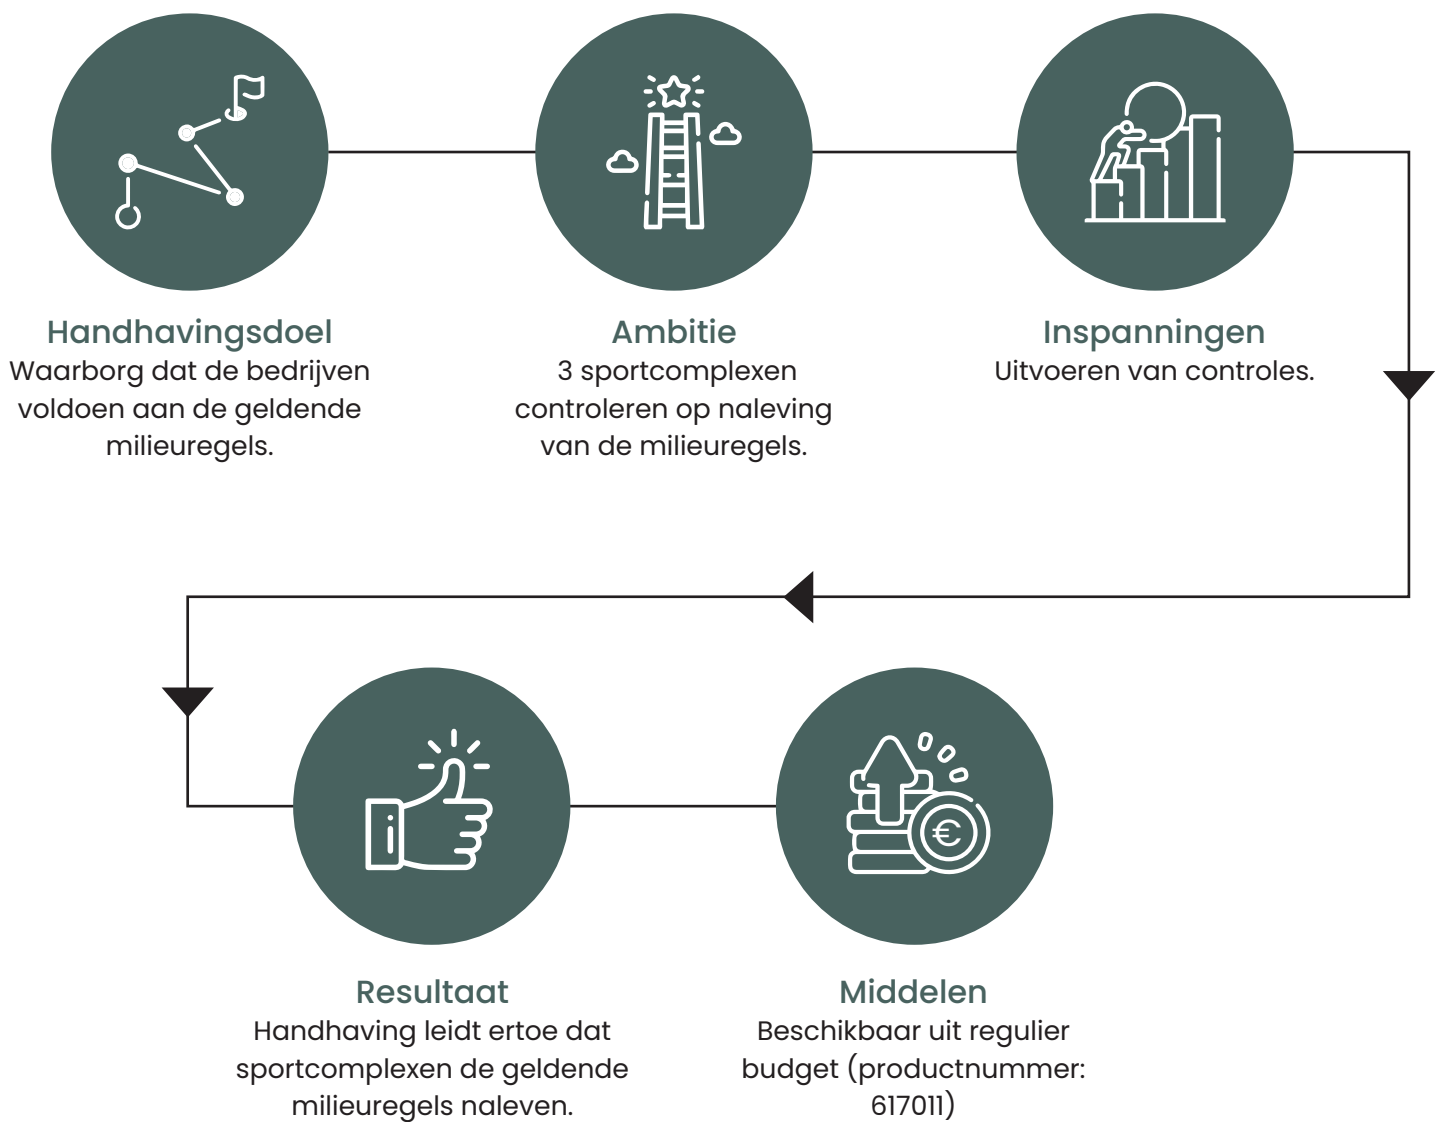 Handhavingsdoel
Waarborg dat de bedrijven
voldoen aan de geldende
milieuregels.
Ambitie
3 sportcomplexen
controleren op naleving
van de milieuregels.
Inspanningen
Uitvoeren van controles.
Resultaat
Handhaving leidt ertoe dat
sportcomplexen de geldende
milieuregels naleven.
Middelen
€
Beschikbaar uit regulier
budget (productnummer:
617011)